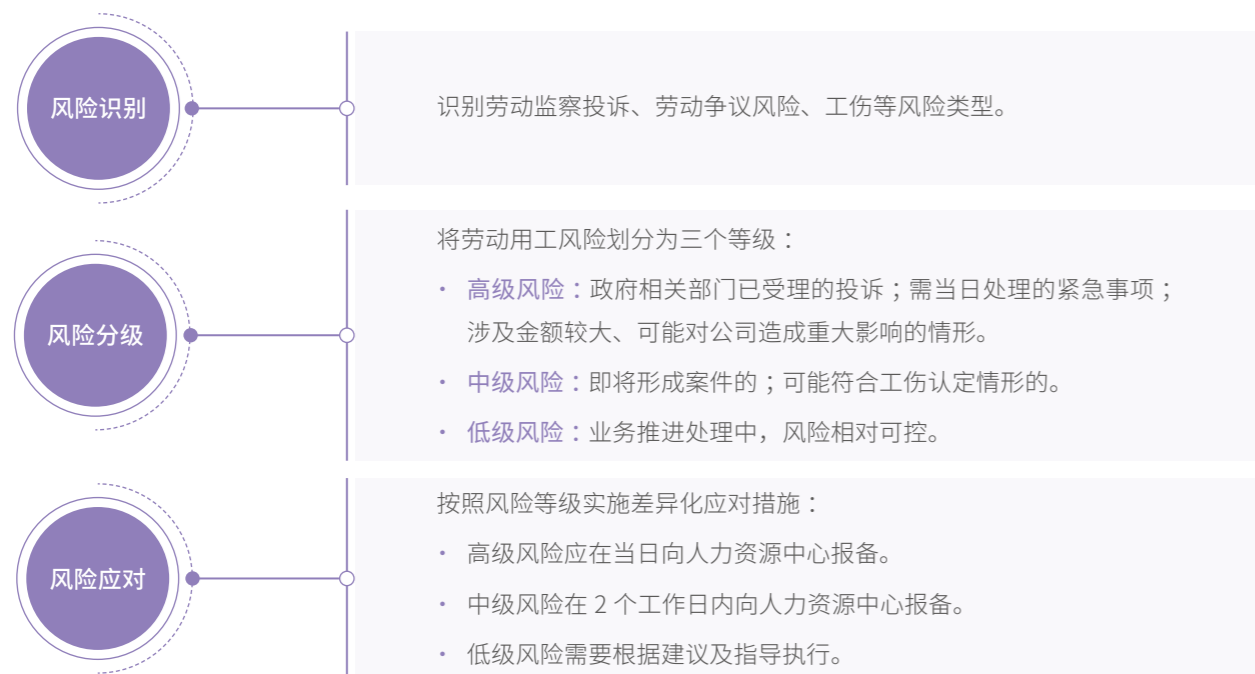 风险识别
识别劳动监察投诉、劳动争议风险、工伤等风险类型。
风险分级
将劳动用工风险划分为三个等级：
· 高级风险：政府相关部门已受理的投诉；需当日处理的紧急事项；
涉及金额较大、可能对公司造成重大影响的情形。
· 中级风险：即将形成案件的；可能符合工伤认定情形的。
· 低级风险：业务推进处理中，风险相对可控。
风险应对
按照风险等级实施差异化应对措施：
· 高级风险应在当日向人力资源中心报备。
· 中级风险在 2 个工作日内向人力资源中心报备。
· 低级风险需要根据建议及指导执行。